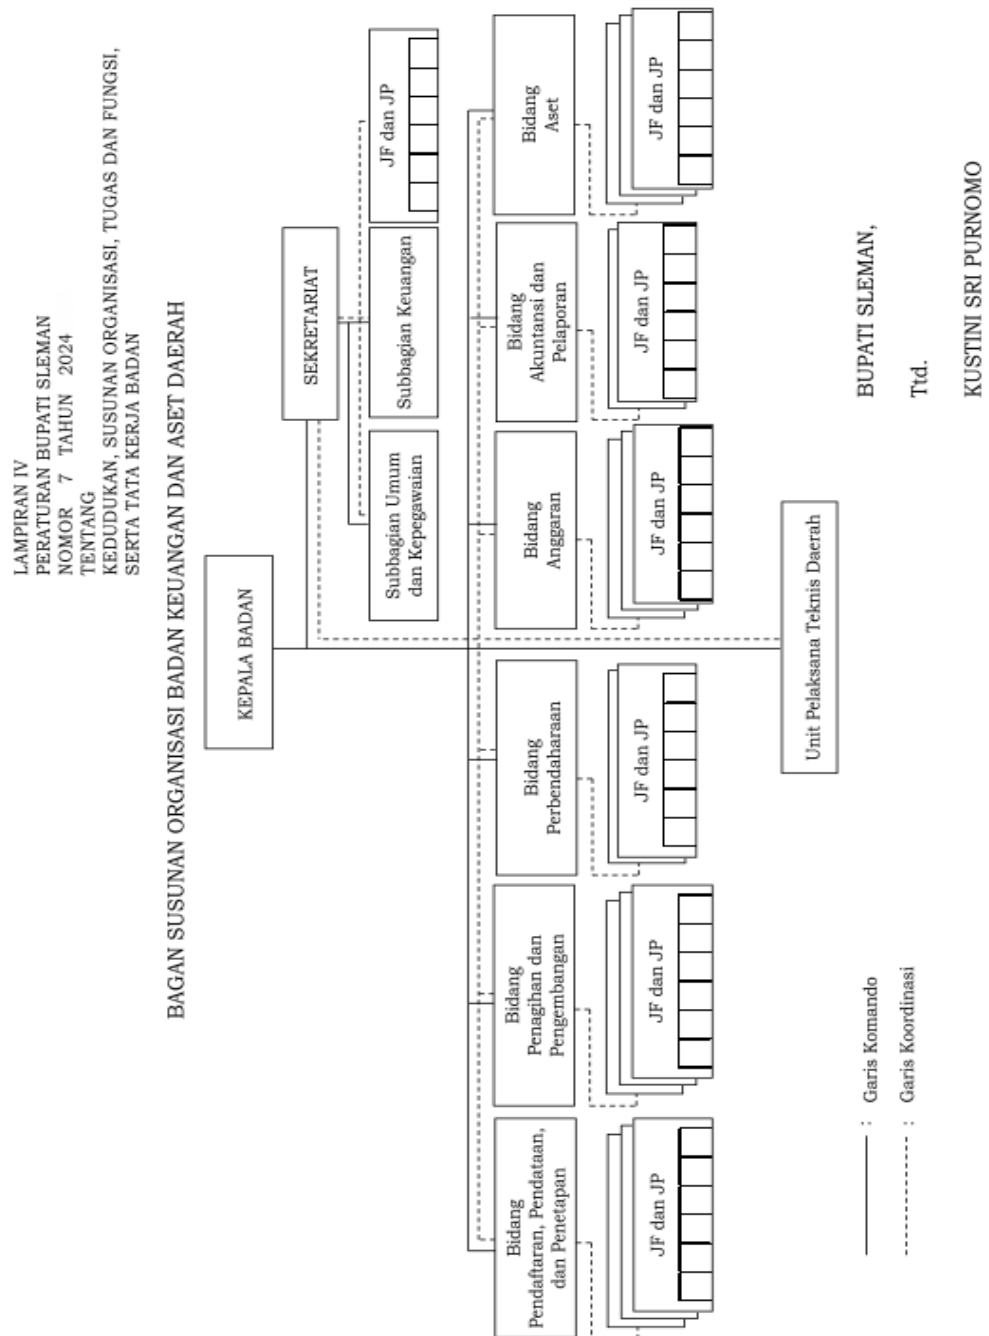 LAMPIRAN IV
PERATURAN BUPATI SLEMAN
NOMOR 7 TAHUN 2024
TENTANG
KEDUDUKAN, SUSUNAN ORGANISASI, TUGAS DAN FUNGSI,
SERTA TATA KERJA BADAN
BAGAN SUSUNAN ORGANISASI BADAN KEUANGAN DAN ASET DAERAH
KEPALA BADAN
SEKRETARIAT
Subbagian Umum
dan Kepegawaian
Subbagian Keuangan
JF dan JP
Bidang
Pendaftaran, Pendataan,
dan Penetapan
Bidang
Penagihan dan
Pengembangan
Bidang
Perbendaharaan
Bidang
Anggaran
Bidang
Akuntansi dan
Pelaporan
Bidang
Aset
JF dan JP
JF dan JP
JF dan JP
JF dan JP
JF dan JP
JF dan JP
Unit Pelaksana Teknis Daerah
: Garis Komando
: Garis Koordinasi
BUPATI SLEMAN,
Ttd.
KUSTINI SRI PURNOMO